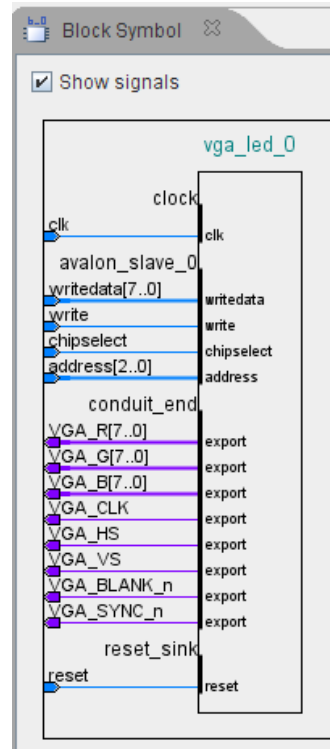 b_0
Block Symbol
Show signals
vga_led_0
clock
clk
clk
avalon_slave_0
writedata[7..0]
writedata
write
write
chipselect
chipselect
address[2..0]
address
conduit_end
VGA_R[7..0]
export
VGA_G[7..0]
export
VGA_B[7..0]
export
VGA_CLK
export
VGA_HS
export
VGA_VS
export
VGA_BLANK_n
export
VGA_SYNC_n
export
reset_sink
reset
reset